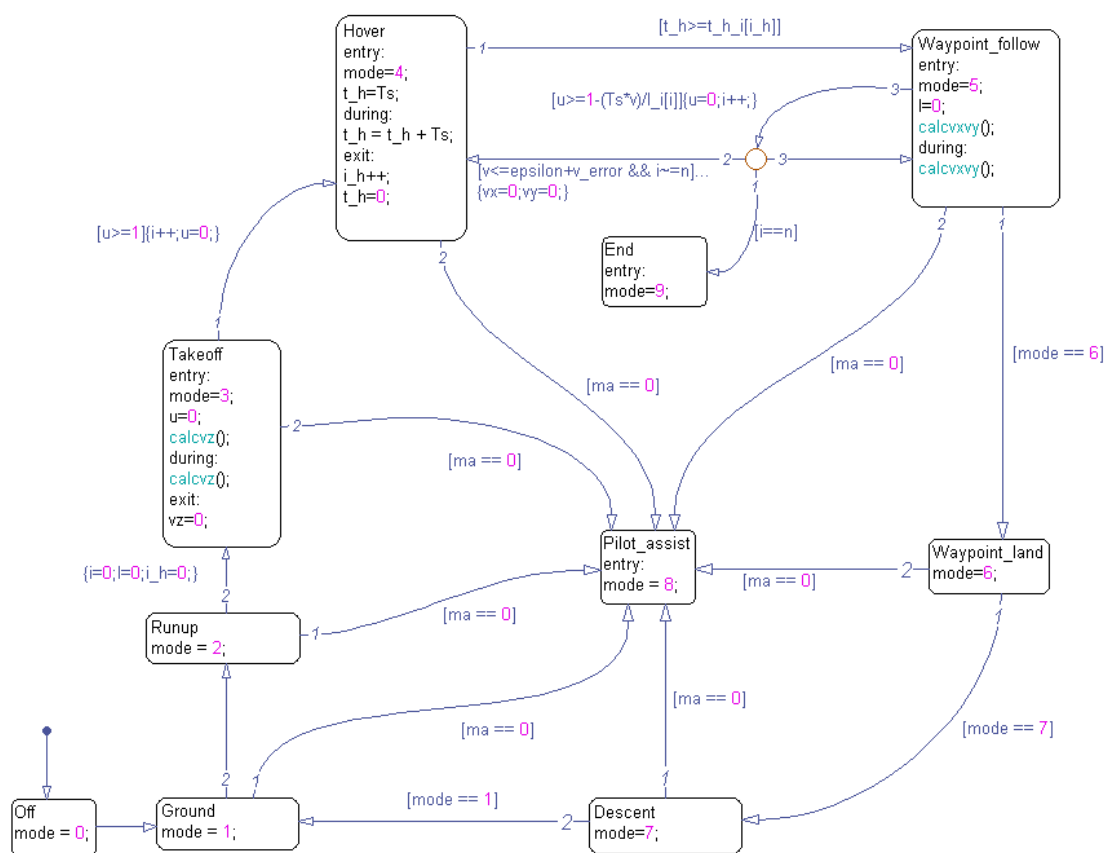 Hover
entry:
mode=4;
t_h=Ts;
during:
t_h = t_h + Ts;
exit:
i_h++;
t_h=0;
1
2
[t_h>=t_h_i[i_h]]
Waypoint_follow
entry:
mode=5;
l=0;
calcvxvy();
during:
calcvxvy();
3
2
1
[u>=1-(Ts*v)/l_i[i]]{u=0;i++;}
2
3
1
[v<=epsilon+v_error && i~=n]...
{vx=0;vy=0;}
[i==n]
End
entry:
mode=9;
[u>=1]{i++;u=0;}
1
Takeoff
entry:
mode=3;
u=0;
calcvz();
during:
calcvz();
exit:
vz=0;
2
[ma == 0]
[ma == 0]
[ma == 0]
[mode == 6]
Pilot_assist
entry:
mode = 8;
Waypoint_land
mode=6;
2
1
[ma == 0]
{i=0;l=0;i_h=0;}
2
Runup
mode = 2;
1
[ma == 0]
[ma == 0]
[ma == 0]
[mode == 7]
Off
mode = 0;
Ground
mode = 1;
2
1
[mode == 1]
Descent
mode=7;
2
1